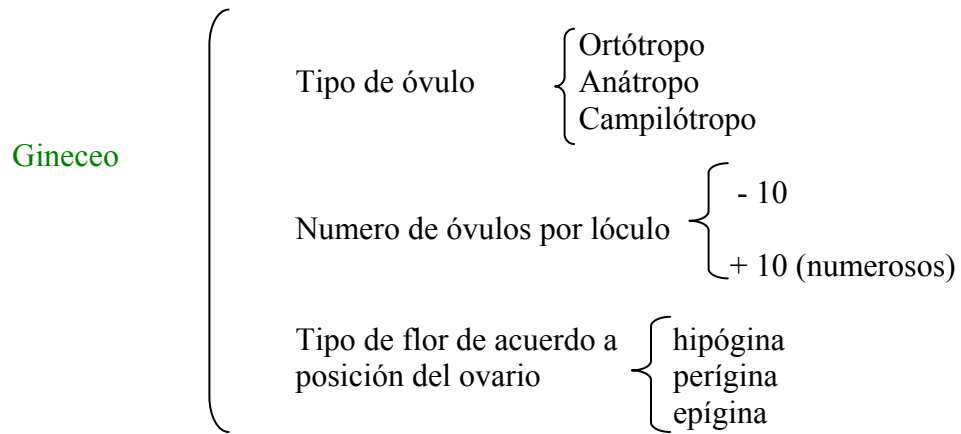 Gineceo
Tipo de óvulo
Ortótropo
Anátropo
Campilótropo
Numero de óvulos por lóculo
- 10
+ 10 (numerosos)
Tipo de flor de acuerdo a
posición del ovario
hipógina
perígina
epígina